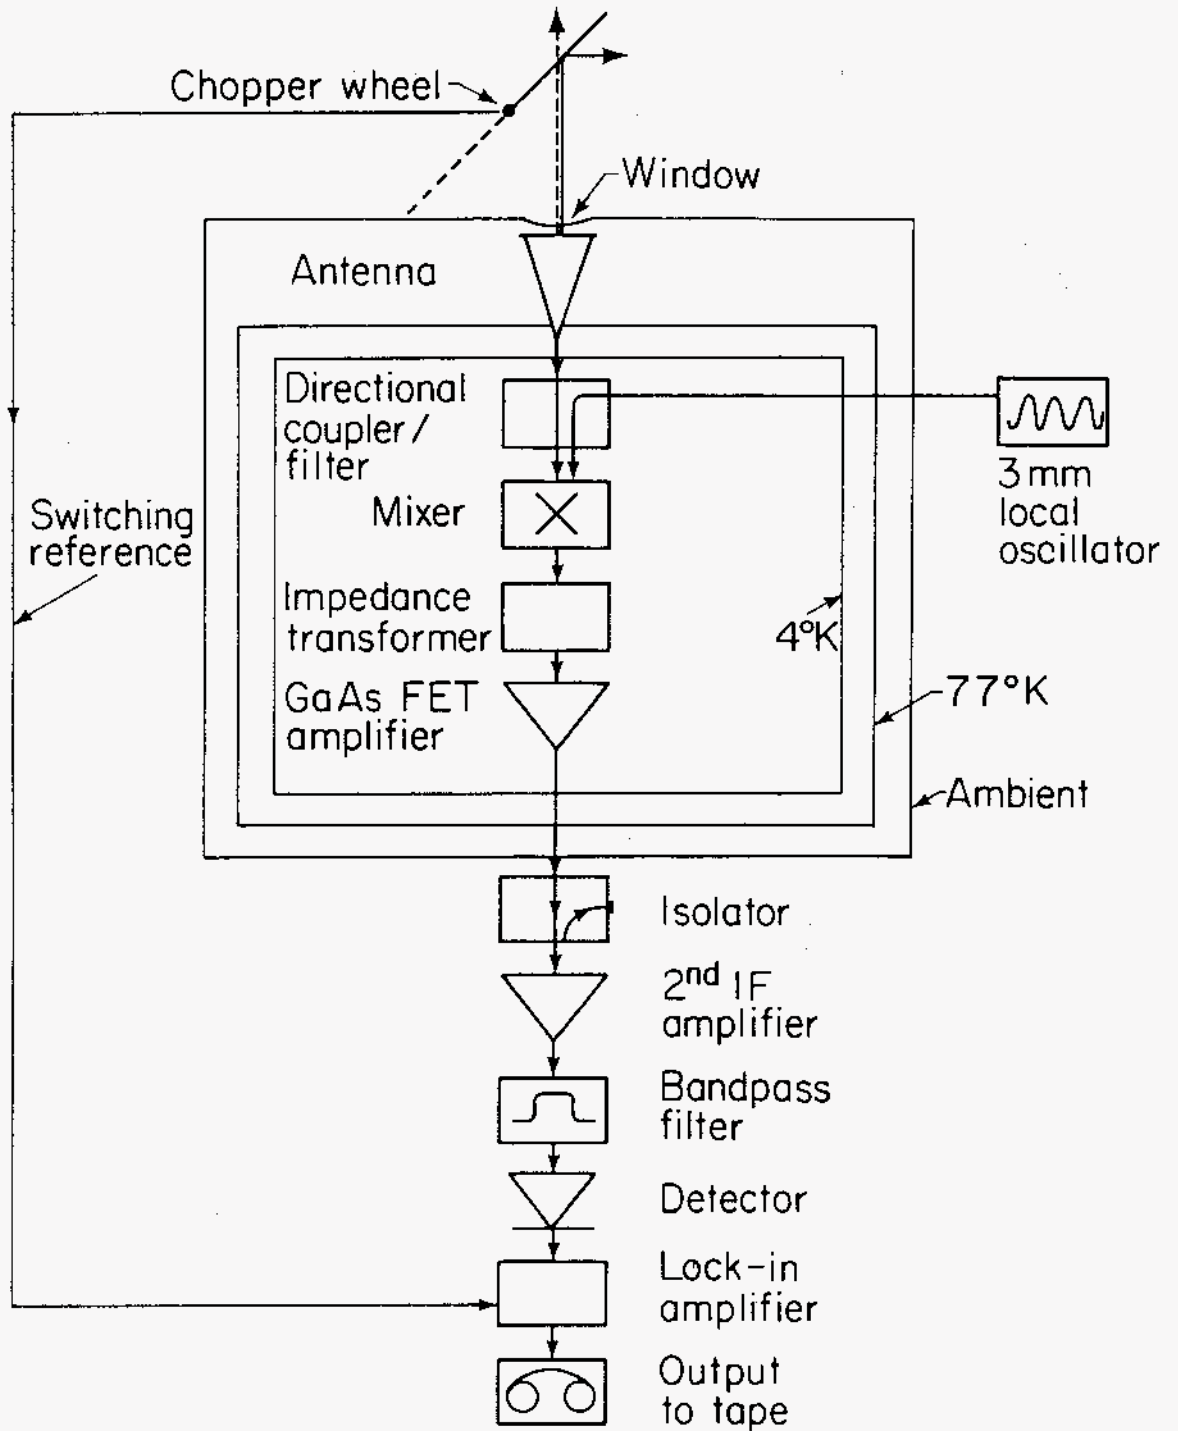 Chopper wheel
Window
Antenna
Directional
coupler/
filter
Mixer
3mm
local
oscillator
Switching
reference
Impedance
transformer
4°K
GaAs FET
amplifier
77°K
Ambient
Isolator
2nd IF
amplifier
Bandpass
filter
Detector
Lock-in
amplifier
Output
to tape